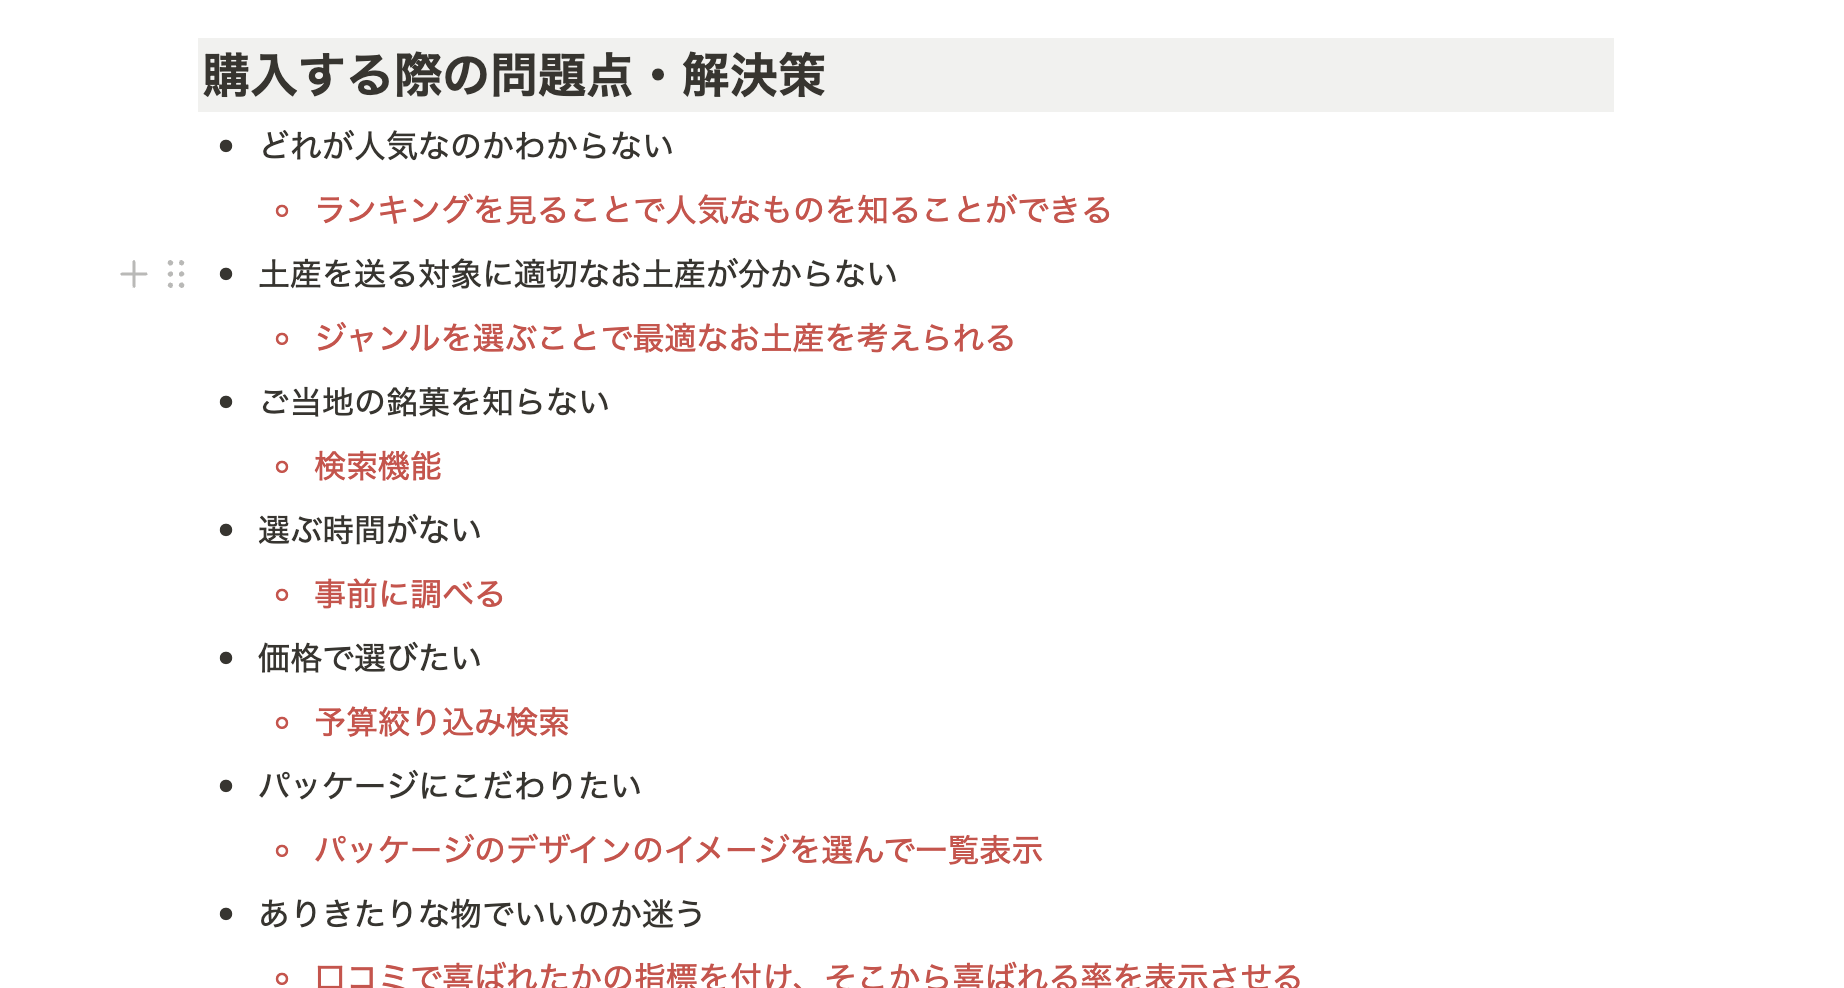 購入する際の問題点・解決策
どれが人気なのかわからない
ランキングを見ることで人気なものを知ることができる
土産を送る対象に適切なお土産が分からない
ジャンルを選ぶことで最適なお土産を考えられる
ご当地の銘菓を知らない
検索機能
選ぶ時間がない
事前に調べる
価格で選びたい
予算絞り込み検索
パッケージにこだわりたい
パッケージのデザインのイメージを選んで一覧表示
ありきたりな物でいいのか迷う
口コミで喜ばれたかの指標を付け、そこから喜ばれる率を表示させる